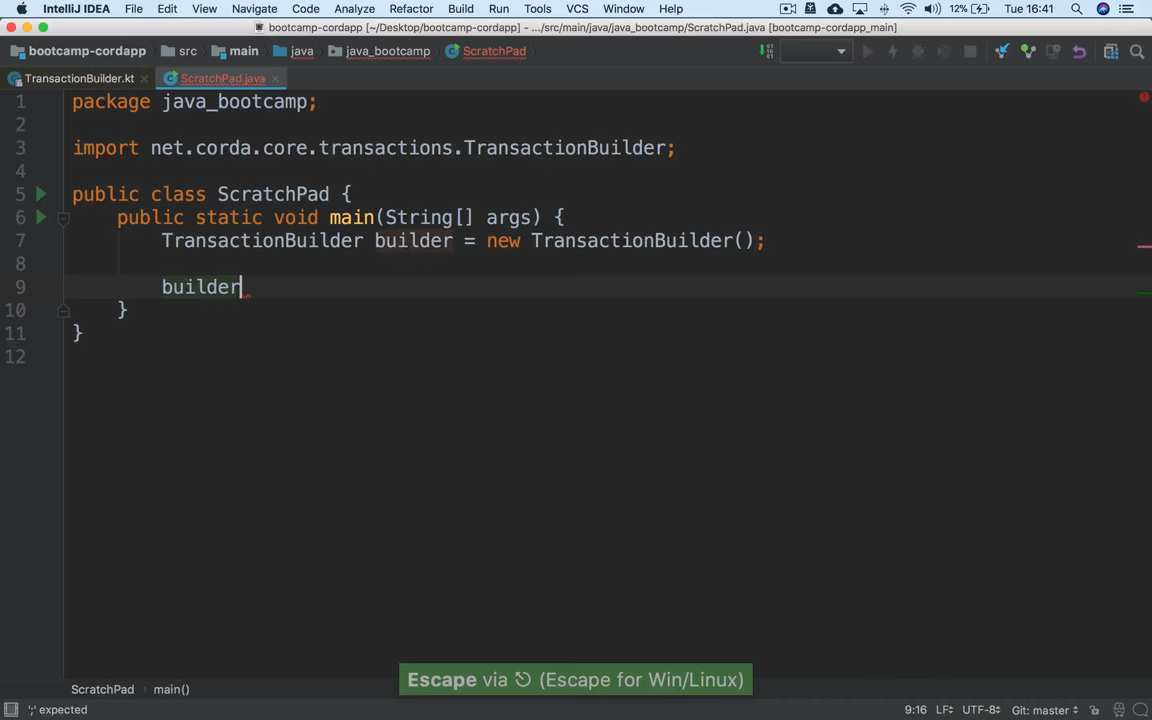 IntelliJ IDEA File Edit View Navigate Code Analyze Refactor Build Run Tools VCS Window Help 12% Tue 16:41
bootcamp-cordapp [~/Desktop/bootcamp-cordapp] - .../src/main/java/java_bootcamp/ScratchPad.java [bootcamp-cordapp_main]
bootcamp-cordapp src main java java_bootcamp ScratchPad
TransactionBuilder.kt ScratchPad.java
1 package java_bootcamp;
2
3 import net.corda.core.transactions.TransactionBuilder;
4
5 public class ScratchPad {
6 public static void main(String[] args) {
7 TransactionBuilder builder = new TransactionBuilder();
8
9 builder
10 }
11 }
12
Escape via ⎋ (Escape for Win/Linux)
ScratchPad main()
';' expected 9:16 LF UTF-8 Git: master